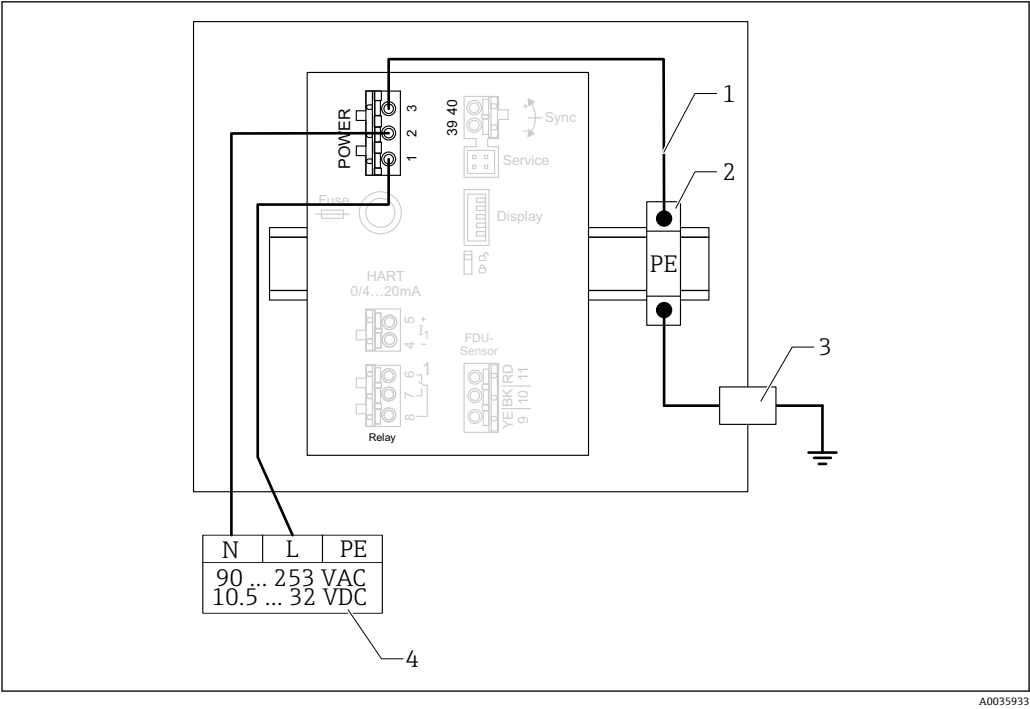 POWER
3
2
1
39 40
Sync
Service
Fuse
Display
HART
0/4...20mA
5 +
4 -
I1
FDU-
Sensor
6
7
8
1
YE BK RD
9 10 11
Relay
PE
1
2
3
N L PE
90 ... 253 VAC
10.5 ... 32 VDC
4
A0035933